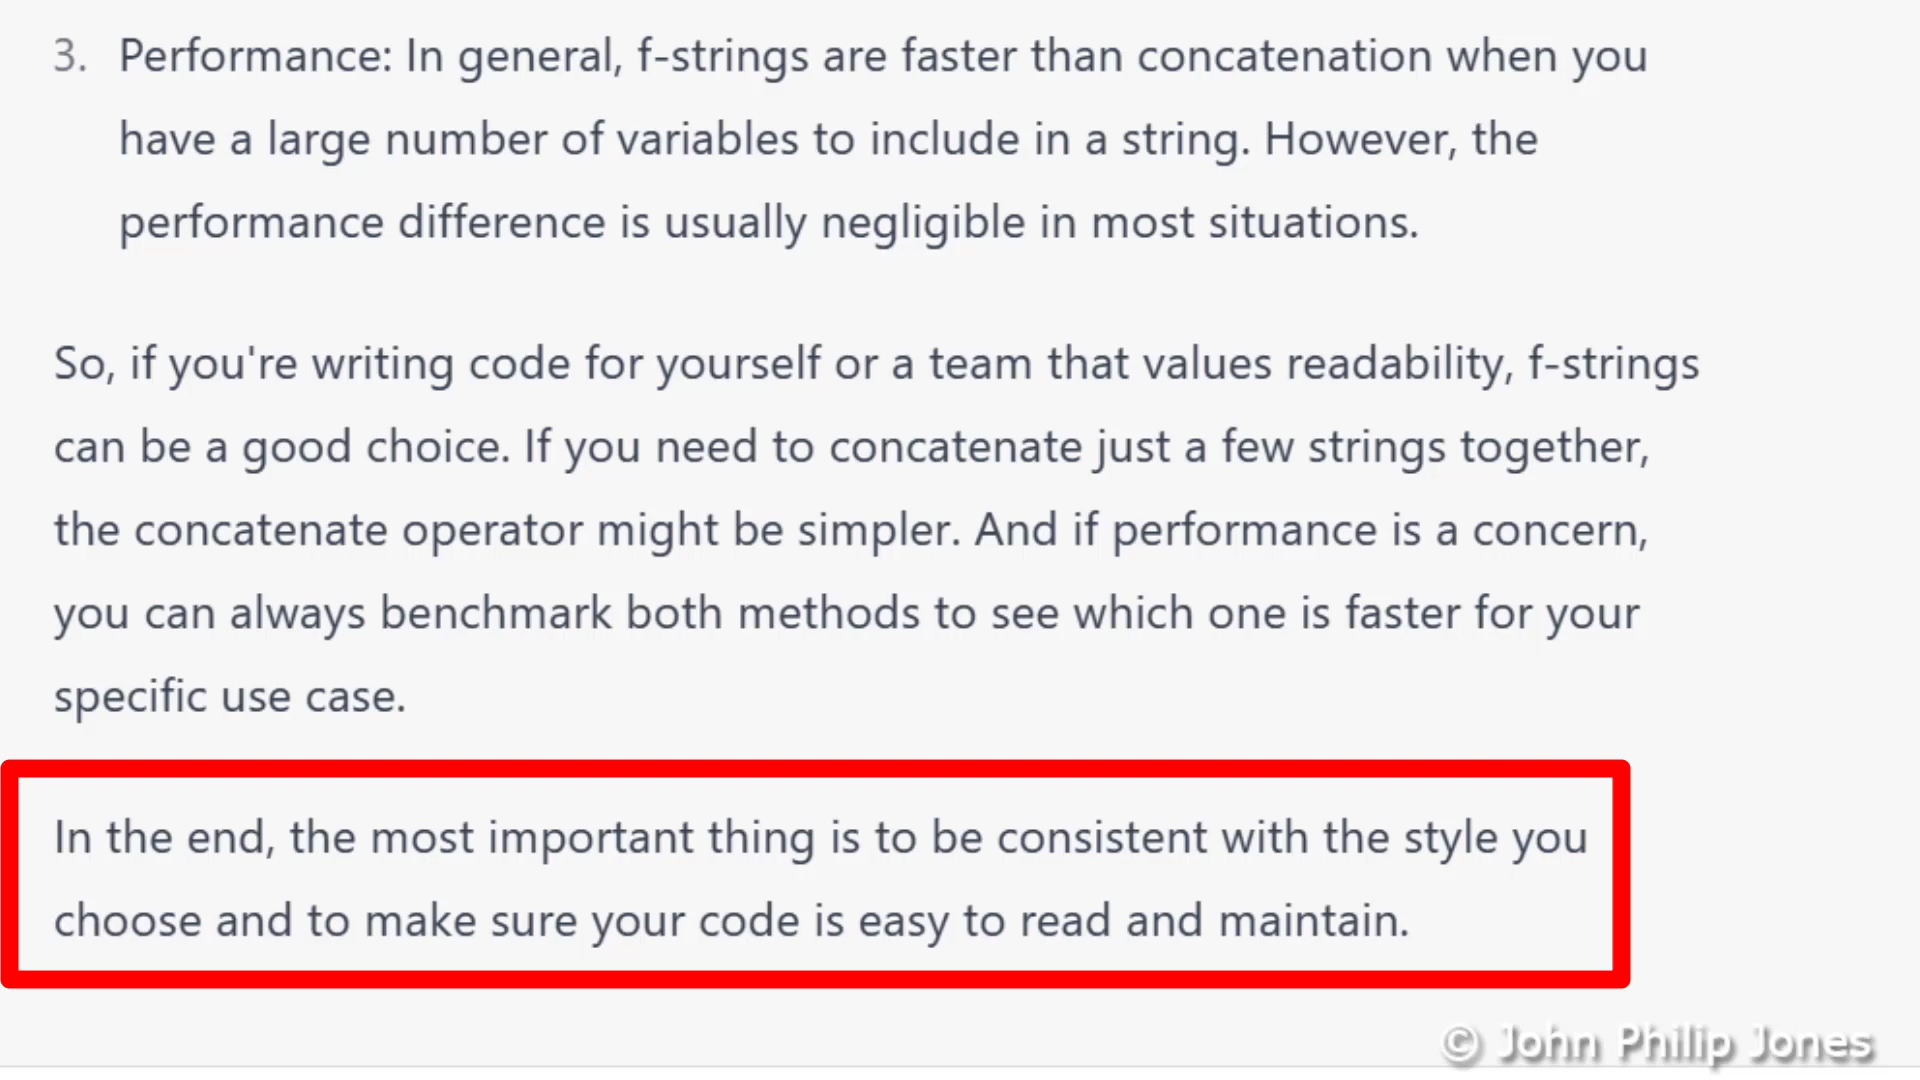 3. Performance: In general, f-strings are faster than concatenation when you
have a large number of variables to include in a string. However, the
performance difference is usually negligible in most situations.
So, if you're writing code for yourself or a team that values readability, f-strings
can be a good choice. If you need to concatenate just a few strings together,
the concatenate operator might be simpler. And if performance is a concern,
you can always benchmark both methods to see which one is faster for your
specific use case.
In the end, the most important thing is to be consistent with the style you
choose and to make sure your code is easy to read and maintain.
© John Philip Jones